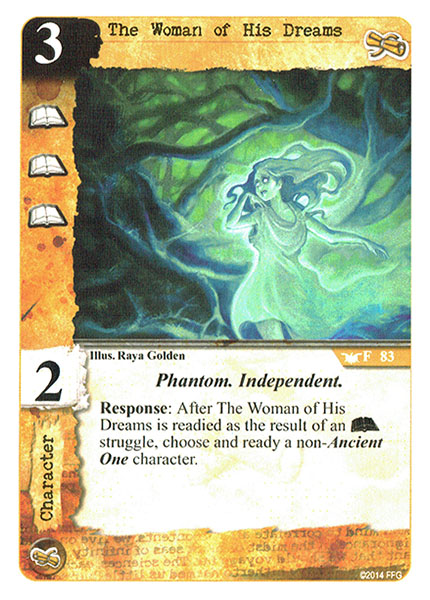 3
The Woman of His Dreams
Illus. Raya Golden
F 83
2
Phantom. Independent.
Response: After The Woman of His
Dreams is readied as the result of an
struggle, choose and ready a non-Ancient
One character.
Character
©2014 FFG